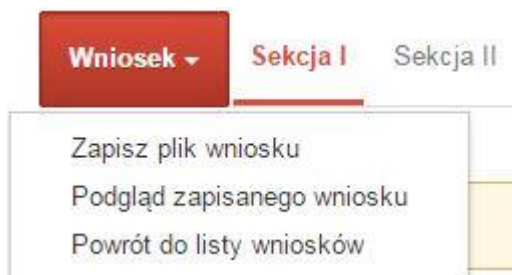 Wniosek Sekcja I Sekcja II
Zapisz plik wniosku
Podgląd zapisanego wniosku
Powrót do listy wniosków